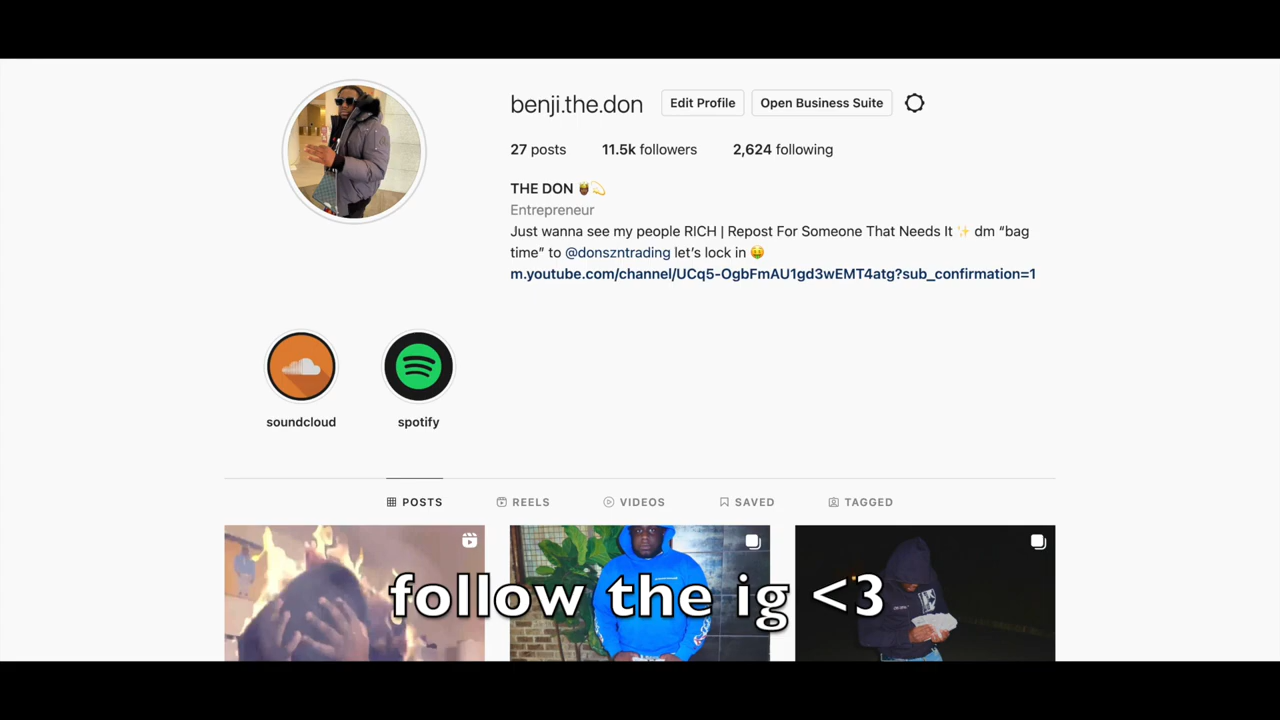 benji.the.don Edit Profile Open Business Suite
27 posts 11.5k followers 2,624 following
THE DON
Entrepreneur
Just wanna see my people RICH | Repost For Someone That Needs It ✨ dm “bag
time” to @donszntrading let’s lock in 🤑
m.youtube.com/channel/UCq5-OgbFmAU1gd3wEMT4atg?sub_confirmation=1
soundcloud spotify
POSTS REELS VIDEOS SAVED TAGGED
follow the ig <3